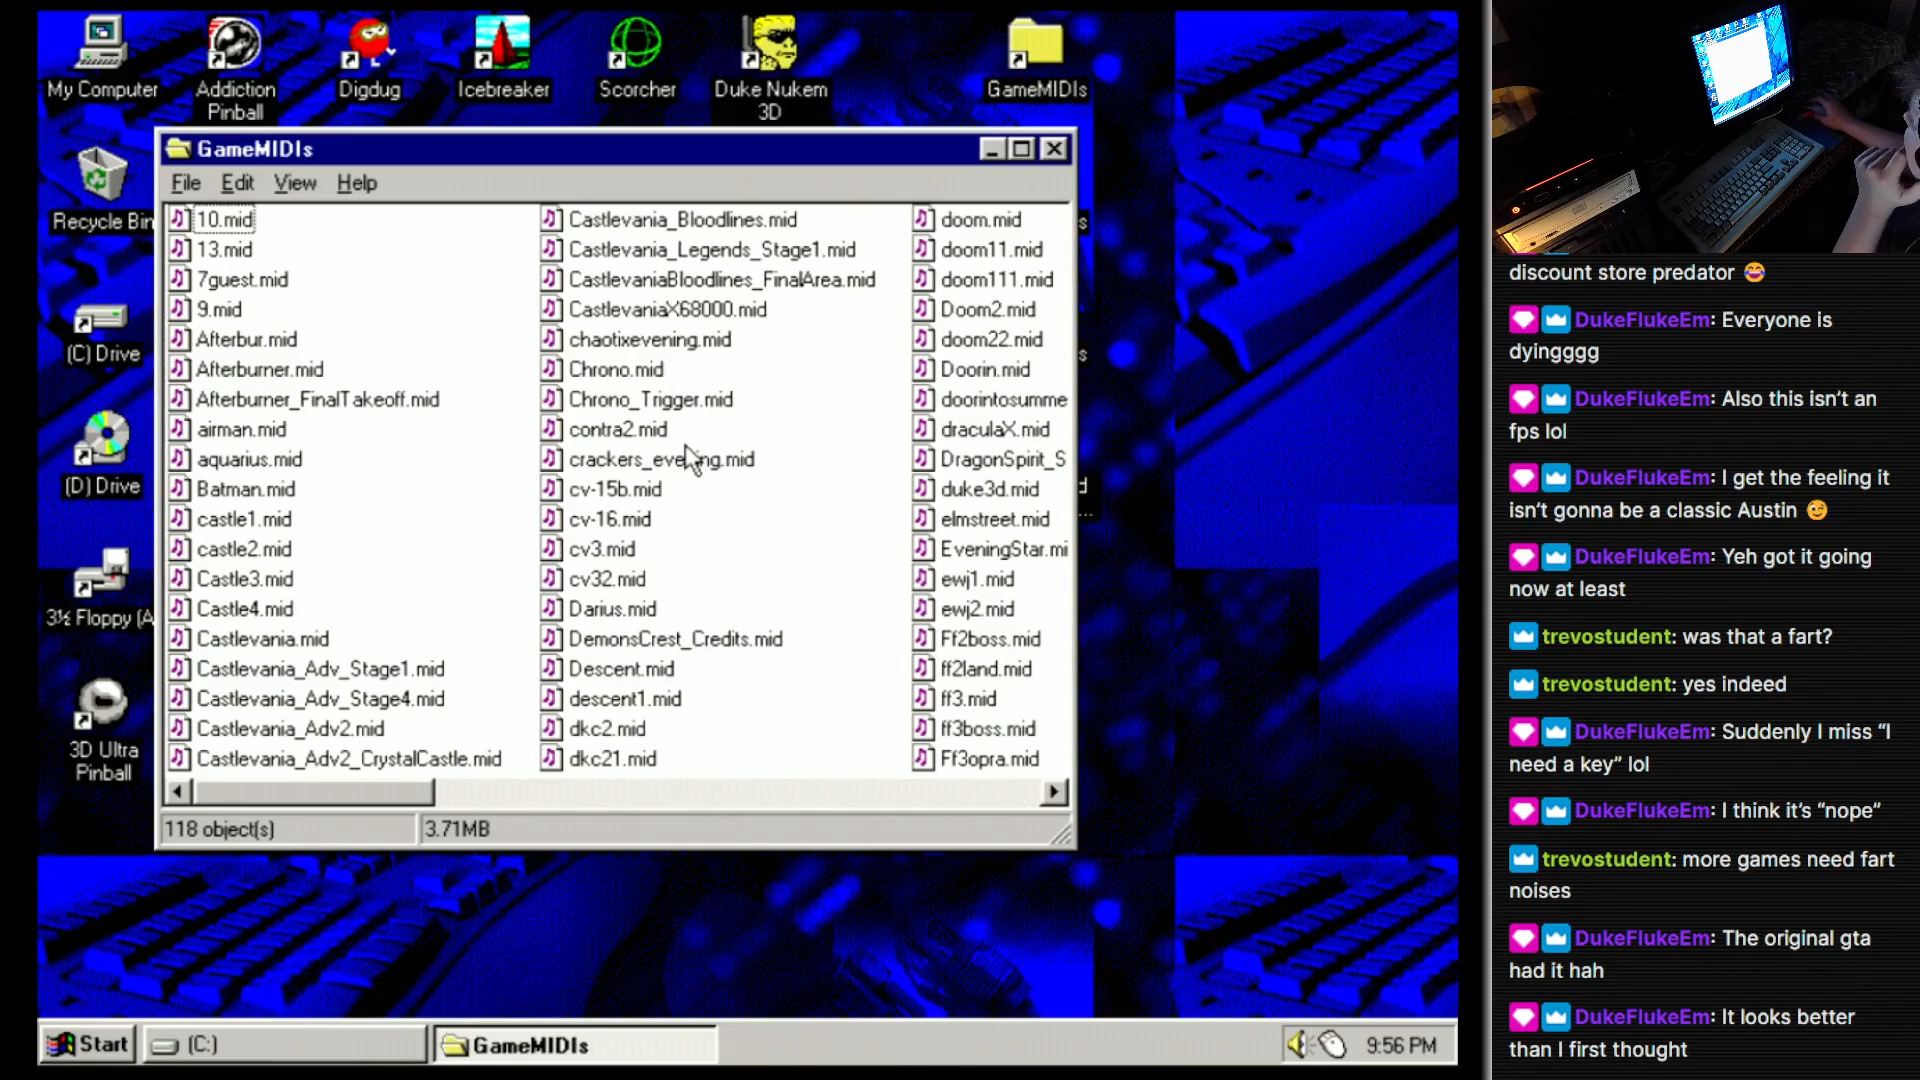 My Computer
Addiction
Pinball
Digdug
Icebreaker
Scorcher
Duke Nukem
3D
GameMIDIs
Recycle Bin
(C) Drive
(D) Drive
3½ Floppy (A
3D Ultra
Pinball
GameMIDIs
File Edit View Help
10.mid
13.mid
7guest.mid
9.mid
Afterbur.mid
Afterburner.mid
Afterburner_FinalTakeoff.mid
airman.mid
aquarius.mid
Batman.mid
castle1.mid
castle2.mid
Castle3.mid
Castle4.mid
Castlevania.mid
Castlevania_Adv_Stage1.mid
Castlevania_Adv_Stage4.mid
Castlevania_Adv2.mid
Castlevania_Adv2_CrystalCastle.mid
Castlevania_Bloodlines.mid
Castlevania_Legends_Stage1.mid
CastlevaniaBloodlines_FinalArea.mid
CastlevaniaX68000.mid
chaotixevening.mid
Chrono.mid
Chrono_Trigger.mid
contra2.mid
crackers_evening.mid
cv-15b.mid
cv-16.mid
cv3.mid
cv32.mid
Darius.mid
DemonsCrest_Credits.mid
Descent.mid
descent1.mid
dkc2.mid
dkc21.mid
doom.mid
doom11.mid
doom111.mid
Doom2.mid
doom22.mid
Doorin.mid
doorintosumme
draculaX.mid
DragonSpirit_S
duke3d.mid
elmstreet.mid
EveningStar.mi
ewj1.mid
ewj2.mid
Ff2boss.mid
ff2land.mid
ff3.mid
ff3boss.mid
Ff3opra.mid
118 object(s)
3.71MB
Start
(C:)
GameMIDIs
9:56 PM
discount store predator 😂
DukeFlukeEm: Everyone is
dyingggg
DukeFlukeEm: Also this isn’t an
fps lol
DukeFlukeEm: I get the feeling it
isn’t gonna be a classic Austin 😉
DukeFlukeEm: Yeh got it going
now at least
trevostudent: was that a fart?
trevostudent: yes indeed
DukeFlukeEm: Suddenly I miss “I
need a key” lol
DukeFlukeEm: I think it’s “nope”
trevostudent: more games need fart
noises
DukeFlukeEm: The original gta
had it hah
DukeFlukeEm: It looks better
than I first thought